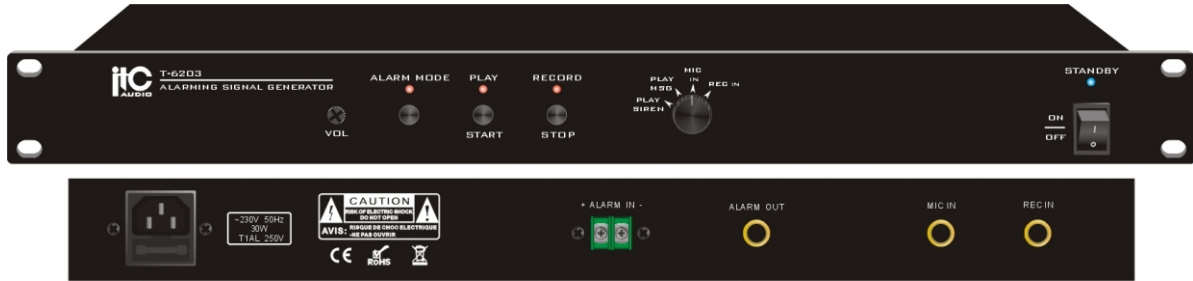 itc
AUDIO
T-6203
ALARMING SIGNAL GENERATOR
VOL
ALARM MODE
PLAY
START
RECORD
STOP
PLAY
SIREN
PLAY
MSG
MIC
IN
REC IN
STANDBY
ON
OFF
I
O
~230V 50Hz
30W
T1AL 250V
CAUTION
RISK OF ELECTRIC SHOCK
DO NOT OPEN
AVIS: RISQUE DE CHOC ELECTRIQUE
-NE PAS OUVRIR
CE
RoHS
+ ALARM IN -
ALARM OUT
MIC IN
REC IN